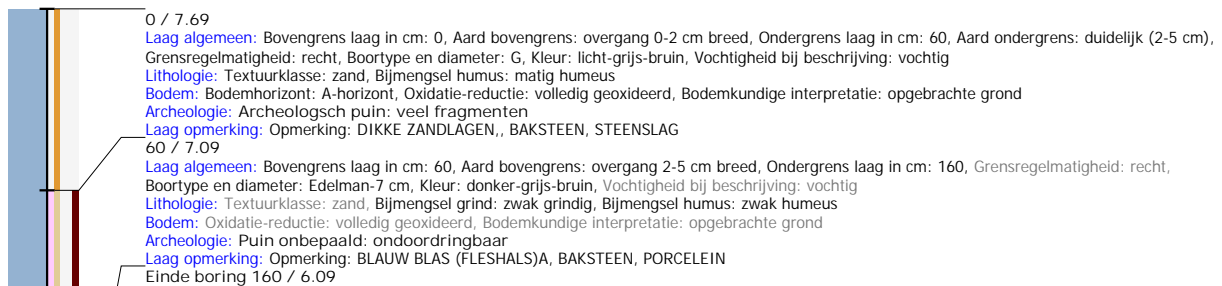 0 / 7.69
Laag algemeen: Bovengrens laag in cm: 0, Aard bovengrens: overgang 0-2 cm breed, Ondergrens laag in cm: 60, Aard ondergrens: duidelijk (2-5 cm),
Grensregelmatigheid: recht, Boortype en diameter: G, Kleur: licht-grijs-bruin, Vochtigheid bij beschrijving: vochtig
Lithologie: Textuurklasse: zand, Bijmengsel humus: matig humeus
Bodem: Bodemhorizont: A-horizont, Oxidatie-reductie: volledig geoxideerd, Bodemkundige interpretatie: opgebrachte grond
Archeologie: Archeologsch puin: veel fragmenten
Laag opmerking: Opmerking: DIKKE ZANDLAGEN,, BAKSTEEN, STEENSLAG
60 / 7.09
Laag algemeen: Bovengrens laag in cm: 60, Aard bovengrens: overgang 2-5 cm breed, Ondergrens laag in cm: 160, Grensregelmatigheid: recht,
Boortype en diameter: Edelman-7 cm, Kleur: donker-grijs-bruin, Vochtigheid bij beschrijving: vochtig
Lithologie: Textuurklasse: zand, Bijmengsel grind: zwak grindig, Bijmengsel humus: zwak humeus
Bodem: Oxidatie-reductie: volledig geoxideerd, Bodemkundige interpretatie: opgebrachte grond
Archeologie: Puin onbepaald: ondoordringbaar
Laag opmerking: Opmerking: BLAUW BLAS (FLESHALS)A, BAKSTEEN, PORCELEIN
Einde boring 160 / 6.09